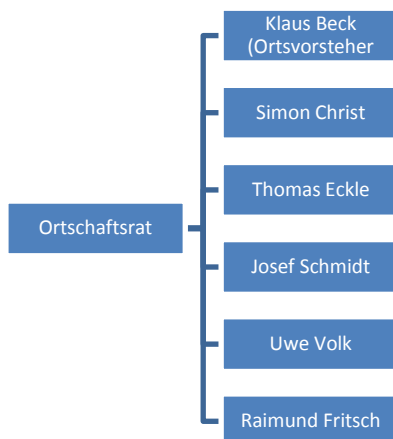 Klaus Beck
(Ortsvorsteher
Simon Christ
Thomas Eckle
Ortschaftsrat
Josef Schmidt
Uwe Volk
Raimund Fritsch